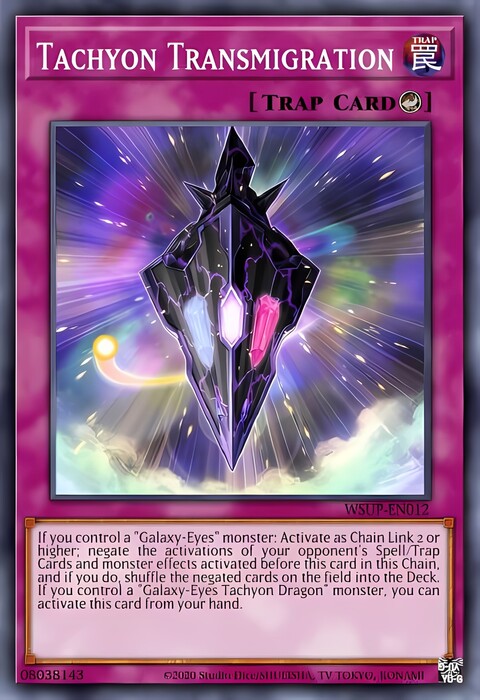 TACHYON TRANSMIGRATION
TRAP
罠
[TRAP CARD]
WSUP-EN012
If you control a "Galaxy-Eyes" monster: Activate as Chain Link 2 or
higher; negate the activations of your opponent's Spell/Trap
Cards and monster effects activated before this card in this Chain,
and if you do, shuffle the negated cards on the field into the Deck.
If you control a "Galaxy-Eyes Tachyon Dragon" monster, you can
activate this card from your hand.
08038143
©2020 Studio Dice/SHUEISHA, TV TOKYO, KONAMI